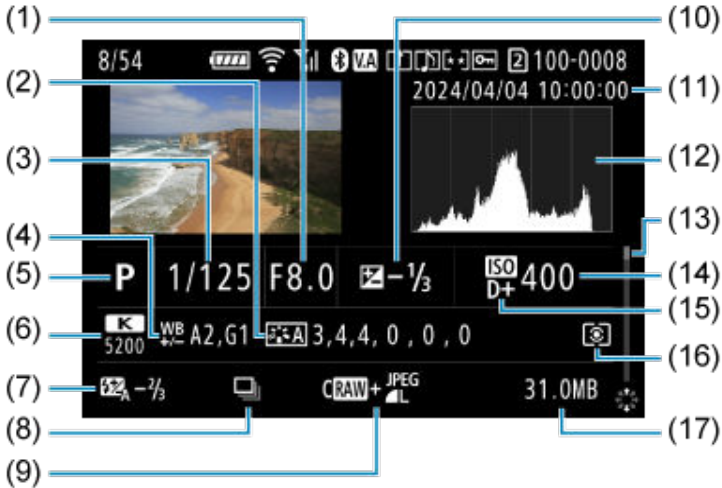 (1) (10)
8/54 V.A 2 100-0008
(2) 2024/04/04 10:00:00 (11)
(3) (12)
(4) (13)
(5) P 1/125 F8.0 −1/3 ISO D+ 400 (14)
(15)
(6) K 5200 WB +/− A2,G1 A 3,4,4, 0 , 0 , 0 (16)
(7) A −2/3 CRAW+JPEG L 31.0MB (17)
(8)
(9)